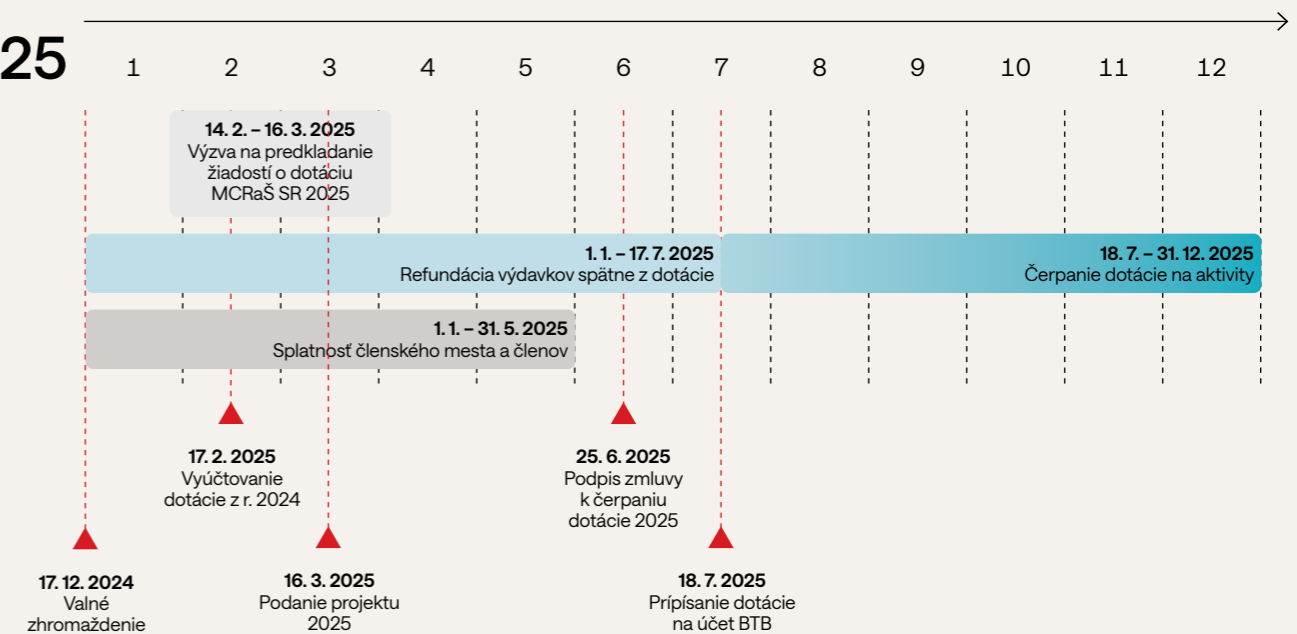 25
1 2 3 4 5 6 7 8 9 10 11 12
14. 2. – 16. 3. 2025
Výzva na predkladanie
žiadostí o dotáciu
MCRaŠ SR 2025
1. 1. – 17. 7. 2025
Refundácia výdavkov spätne z dotácie
18. 7. – 31. 12. 2025
Čerpanie dotácie na aktivity
1. 1. – 31. 5. 2025
Splatnosť členského mesta a členov
17. 2. 2025
Vyúčtovanie
dotácie z r. 2024
25. 6. 2025
Podpis zmluvy
k čerpaniu
dotácie 2025
17. 12. 2024
Valné
zhromaždenie
16. 3. 2025
Podanie projektu
2025
18. 7. 2025
Prípísanie dotácie
na účet BTB